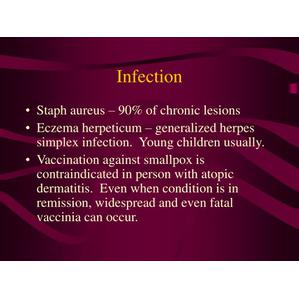 Infection
• Staph aureus – 90% of chronic lesions
• Eczema herpeticum – generalized herpes
simplex infection.  Young children usually.
• Vaccination against smallpox is
contraindicated in person with atopic
dermatitis.  Even when condition is in
remission, widespread and even fatal
vaccinia can occur.